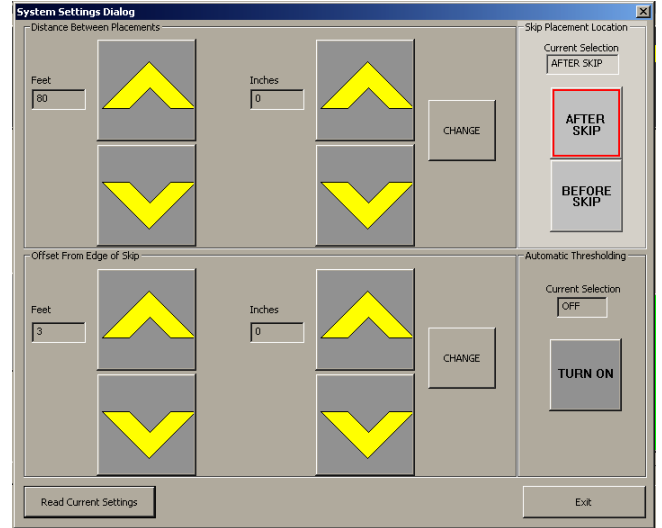 System Settings Dialog
Distance Between Placements
Feet
80
Inches
0
CHANGE
Skip Placement Location
Current Selection
AFTER SKIP
AFTER
SKIP
BEFORE
SKIP
Offset From Edge of Skip
Feet
3
Inches
0
CHANGE
Automatic Thresholding
Current Selection
OFF
TURN ON
Read Current Settings
Exit